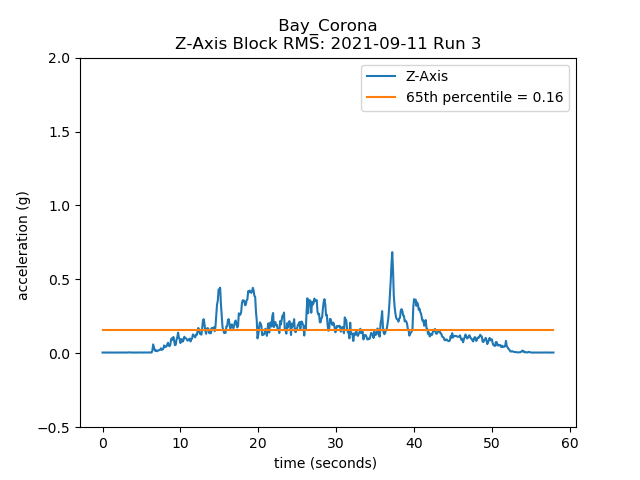 Bay_Corona
Z-Axis Block RMS: 2021-09-11 Run 3
Z-Axis
65th percentile = 0.16
acceleration (g)
2.0
1.5
1.0
0.5
0.0
−0.5
0 10 20 30 40 50 60
time (seconds)